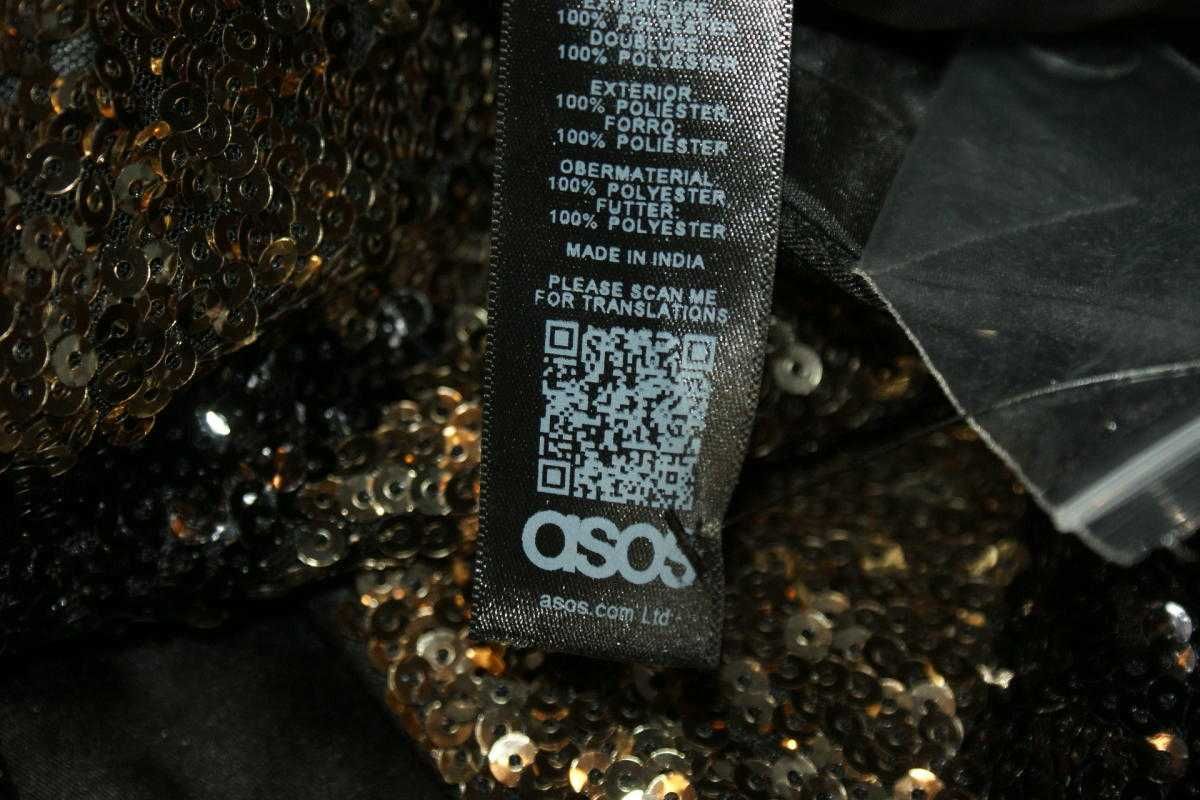 EXTERIEURE
100% POLYESTER
DOUBLURE
100% POLYESTER
EXTERIOR.
100% POLIESTER.
FORRO:
100% POLIESTER
OBERMATERIAL.
100% POLYESTER
FUTTER:
100% POLYESTER
MADE IN INDIA
PLEASE SCAN ME
FOR TRANSLATIONS
asos
asos.com Ltd